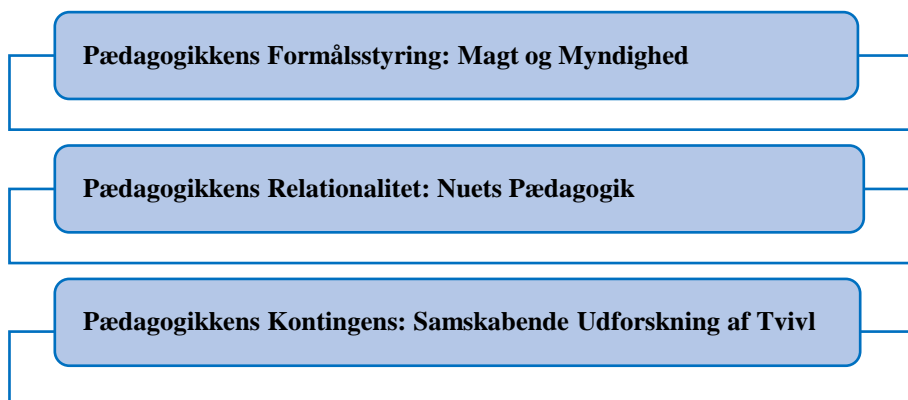 Pædagogikkens Formålsstyring: Magt og Myndighed
Pædagogikkens Relationalitet: Nuets Pædagogik
Pædagogikkens Kontingens: Samskabende Udforskning af Tvivl